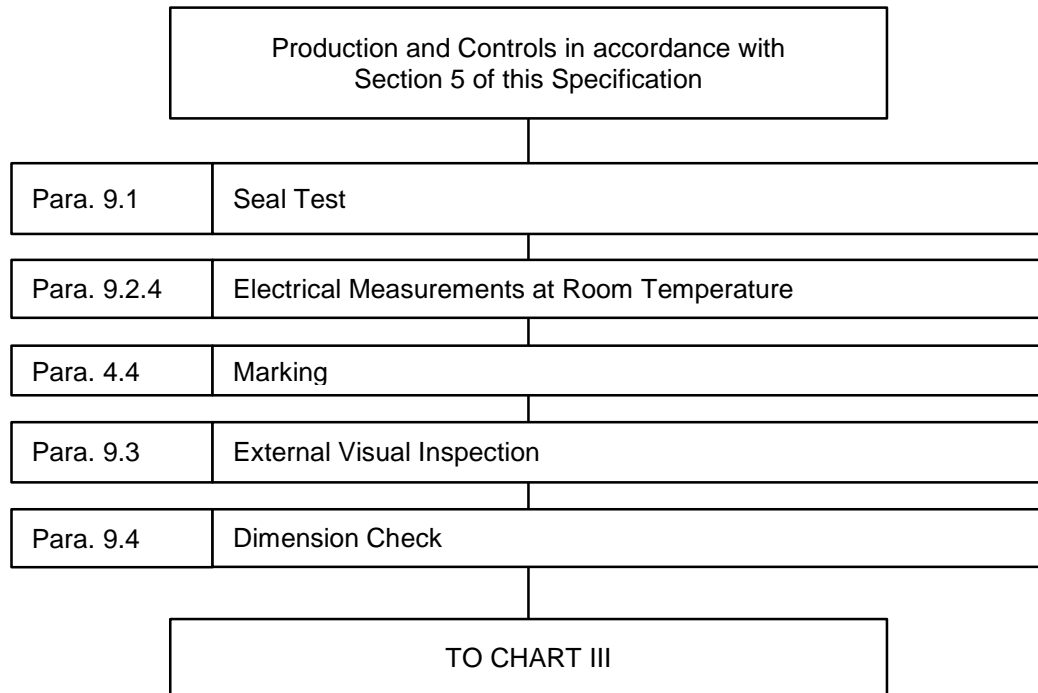 Production and Controls in accordance with
Section 5 of this Specification
Para. 9.1 Seal Test
Para. 9.2.4 Electrical Measurements at Room Temperature
Para. 4.4 Marking
Para. 9.3 External Visual Inspection
Para. 9.4 Dimension Check
TO CHART III